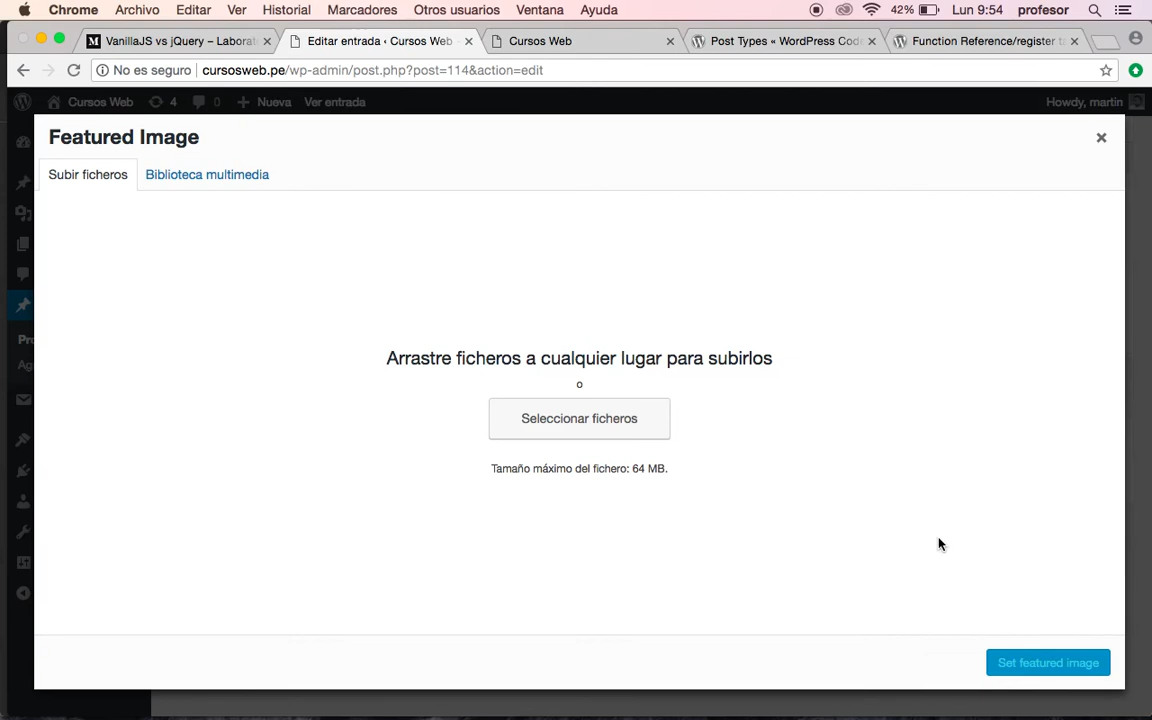 Chrome Archivo Editar Ver Historial Marcadores Otros usuarios Ventana Ayuda 42% Lun 9:54 profesor
VanillaJS vs jQuery – Laborat
Editar entrada ‹ Cursos Web
Cursos Web
Post Types « WordPress Code
Function Reference/register t
No es seguro cursosweb.pe/wp-admin/post.php?post=114&action=edit
Cursos Web 4 0 Nueva Ver entrada Howdy, martin
Featured Image
Subir ficheros Biblioteca multimedia
Arrastre ficheros a cualquier lugar para subirlos
o
Seleccionar ficheros
Tamaño máximo del fichero: 64 MB.
Pro
Ag
Set featured image